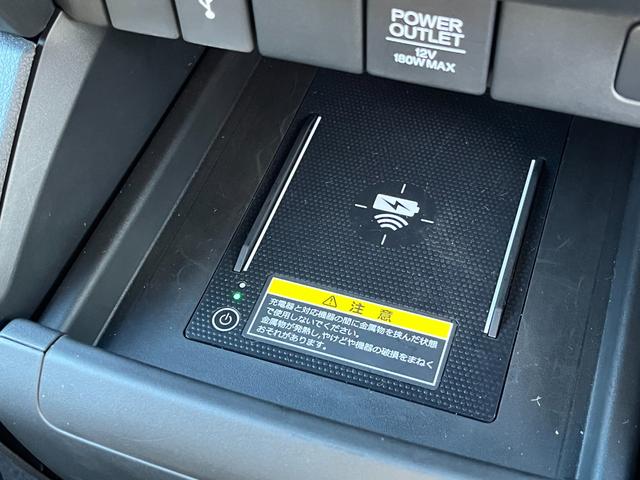 POWER
OUTLET
12V
180W MAX
注意
充電器と対応機器の間に金属物を挟んだ状態
で使用しないでください。
金属物が発熱し、やけどや機器の破損をまねく
おそれがあります。